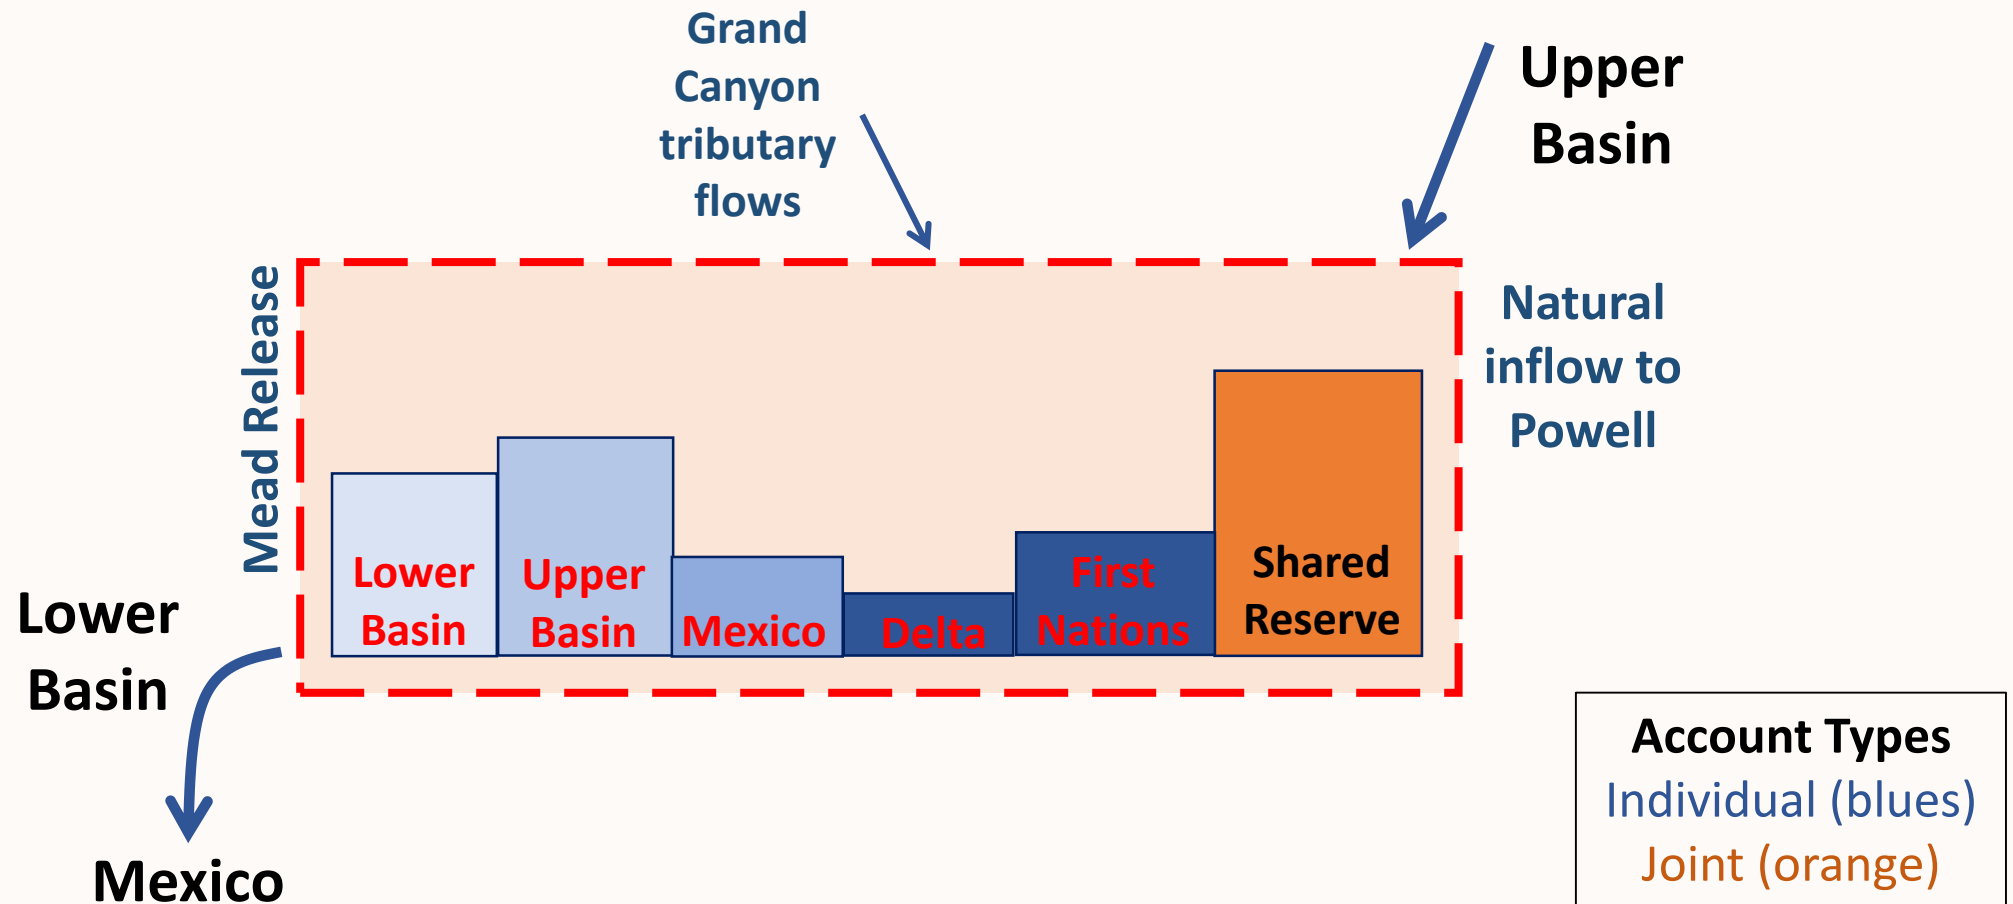 Grand
Canyon
tributary
flows
Upper
Basin
Mead Release
Natural
inflow to
Powell
Lower
Basin
Upper
Basin
Mexico
Delta
First
Nations
Shared
Reserve
Lower
Basin
Mexico
Account Types
Individual (blues)
Joint (orange)